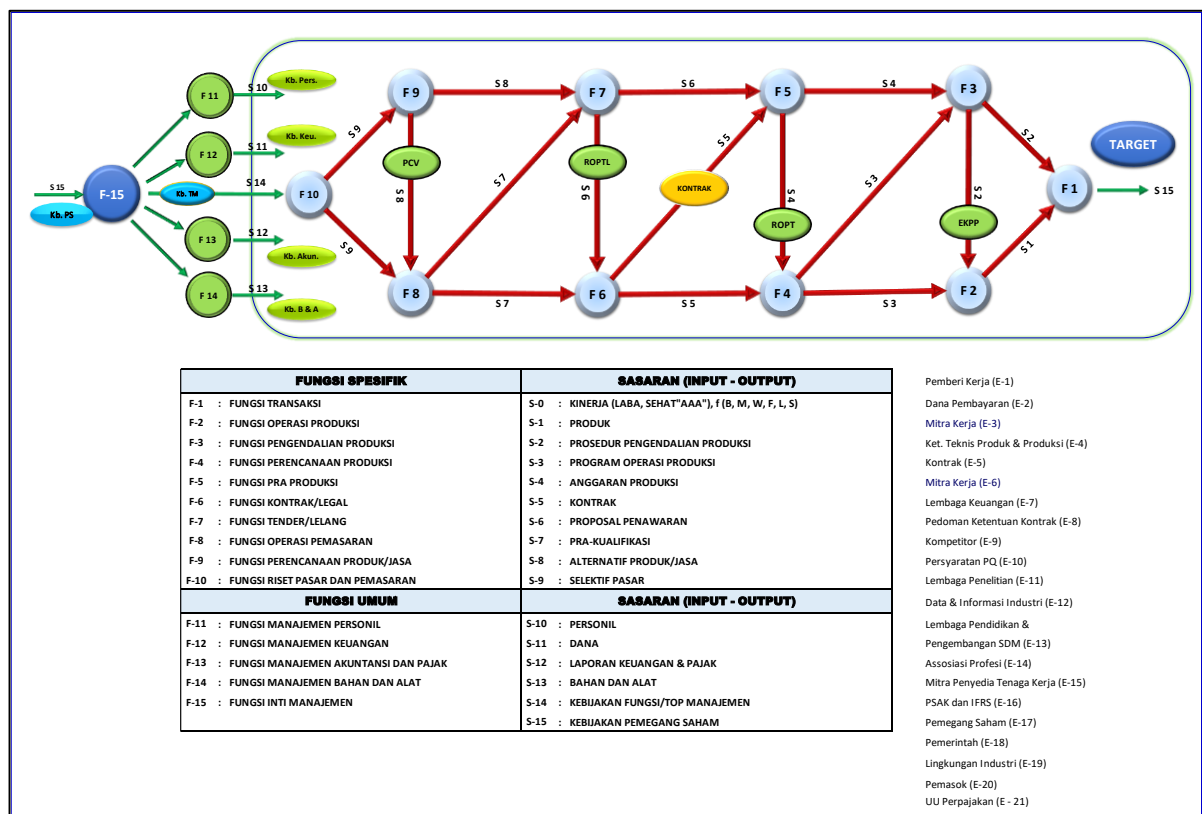 F 11
S 10
Kb. Pers.
F 9
S 8
F 7
S 6
F 5
S 4
F 3
F 12
S 11
Kb. Keu.
S 9
PCV
S 8
S 7
ROPTL
S 6
S 5
KONTRAK
S 3
S 2
S 2
TARGET
S 15
F-15
Kb. PS
Kb. TM
S 14
F 10
F 1
S 15
S 4
ROPT
EKPP
F 13
S 12
Kb. Akun.
S 9
S 1
F 14
S 13
Kb. B & A
F 8
S 7
F 6
S 5
F 4
S 3
F 2
FUNGSI SPESIFIK SASARAN (INPUT - OUTPUT)
F-1 : FUNGSI TRANSAKSI S-0 : KINERJA (LABA, SEHAT"AAA"), f (B, M, W, F, L, S)
F-2 : FUNGSI OPERASI PRODUKSI S-1 : PRODUK
F-3 : FUNGSI PENGENDALIAN PRODUKSI S-2 : PROSEDUR PENGENDALIAN PRODUKSI
F-4 : FUNGSI PERENCANAAN PRODUKSI S-3 : PROGRAM OPERASI PRODUKSI
F-5 : FUNGSI PRA PRODUKSI S-4 : ANGGARAN PRODUKSI
F-6 : FUNGSI KONTRAK/LEGAL S-5 : KONTRAK
F-7 : FUNGSI TENDER/LELANG S-6 : PROPOSAL PENAWARAN
F-8 : FUNGSI OPERASI PEMASARAN S-7 : PRA-KUALIFIKASI
F-9 : FUNGSI PERENCANAAN PRODUK/JASA S-8 : ALTERNATIF PRODUK/JASA
F-10 : FUNGSI RISET PASAR DAN PEMASARAN S-9 : SELEKTIF PASAR
FUNGSI UMUM SASARAN (INPUT - OUTPUT)
F-11 : FUNGSI MANAJEMEN PERSONIL S-10 : PERSONIL
F-12 : FUNGSI MANAJEMEN KEUANGAN S-11 : DANA
F-13 : FUNGSI MANAJEMEN AKUNTANSI DAN PAJAK S-12 : LAPORAN KEUANGAN & PAJAK
F-14 : FUNGSI MANAJEMEN BAHAN DAN ALAT S-13 : BAHAN DAN ALAT
F-15 : FUNGSI INTI MANAJEMEN S-14 : KEBIJAKAN FUNGSI/TOP MANAJEMEN
S-15 : KEBIJAKAN PEMEGANG SAHAM
Pemberi Kerja (E-1)
Dana Pembayaran (E-2)
Mitra Kerja (E-3)
Ket. Teknis Produk & Produksi (E-4)
Kontrak (E-5)
Mitra Kerja (E-6)
Lembaga Keuangan (E-7)
Pedoman Ketentuan Kontrak (E-8)
Kompetitor (E-9)
Persyaratan PQ (E-10)
Lembaga Penelitian (E-11)
Data & Informasi Industri (E-12)
Lembaga Pendidikan &
Pengembangan SDM (E-13)
Assosiasi Profesi (E-14)
Mitra Penyedia Tenaga Kerja (E-15)
PSAK dan IFRS (E-16)
Pemegang Saham (E-17)
Pemerintah (E-18)
Lingkungan Industri (E-19)
Pemasok (E-20)
UU Perpajakan (E - 21)